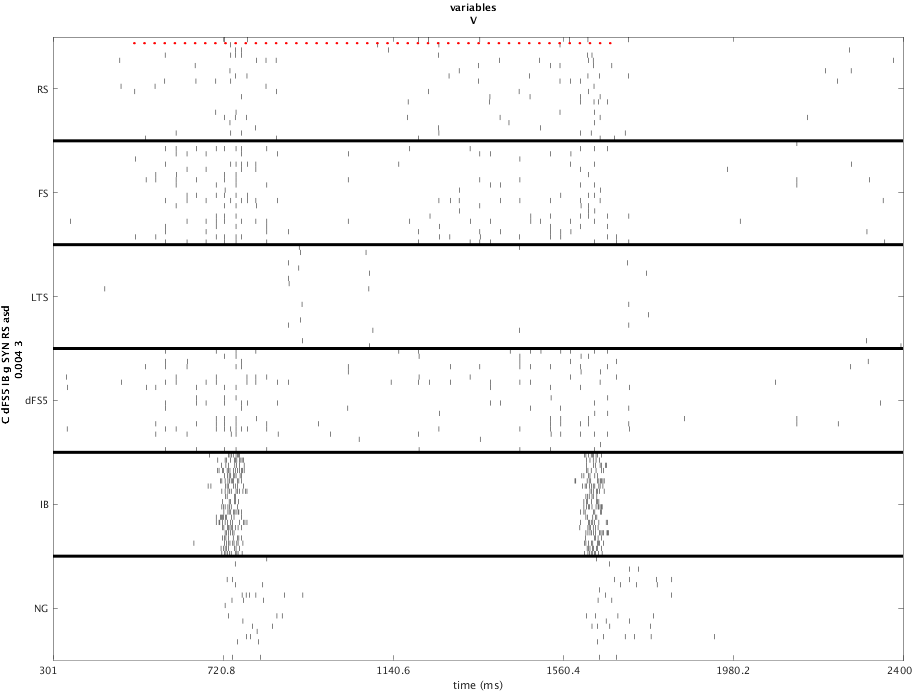 variables
V
RS
FS
LTS
dFS5
IB
NG
C dFS5 IB g SYN RS asd
0.004 3
301
720.8
1140.6
1560.4
1980.2
2400
time (ms)